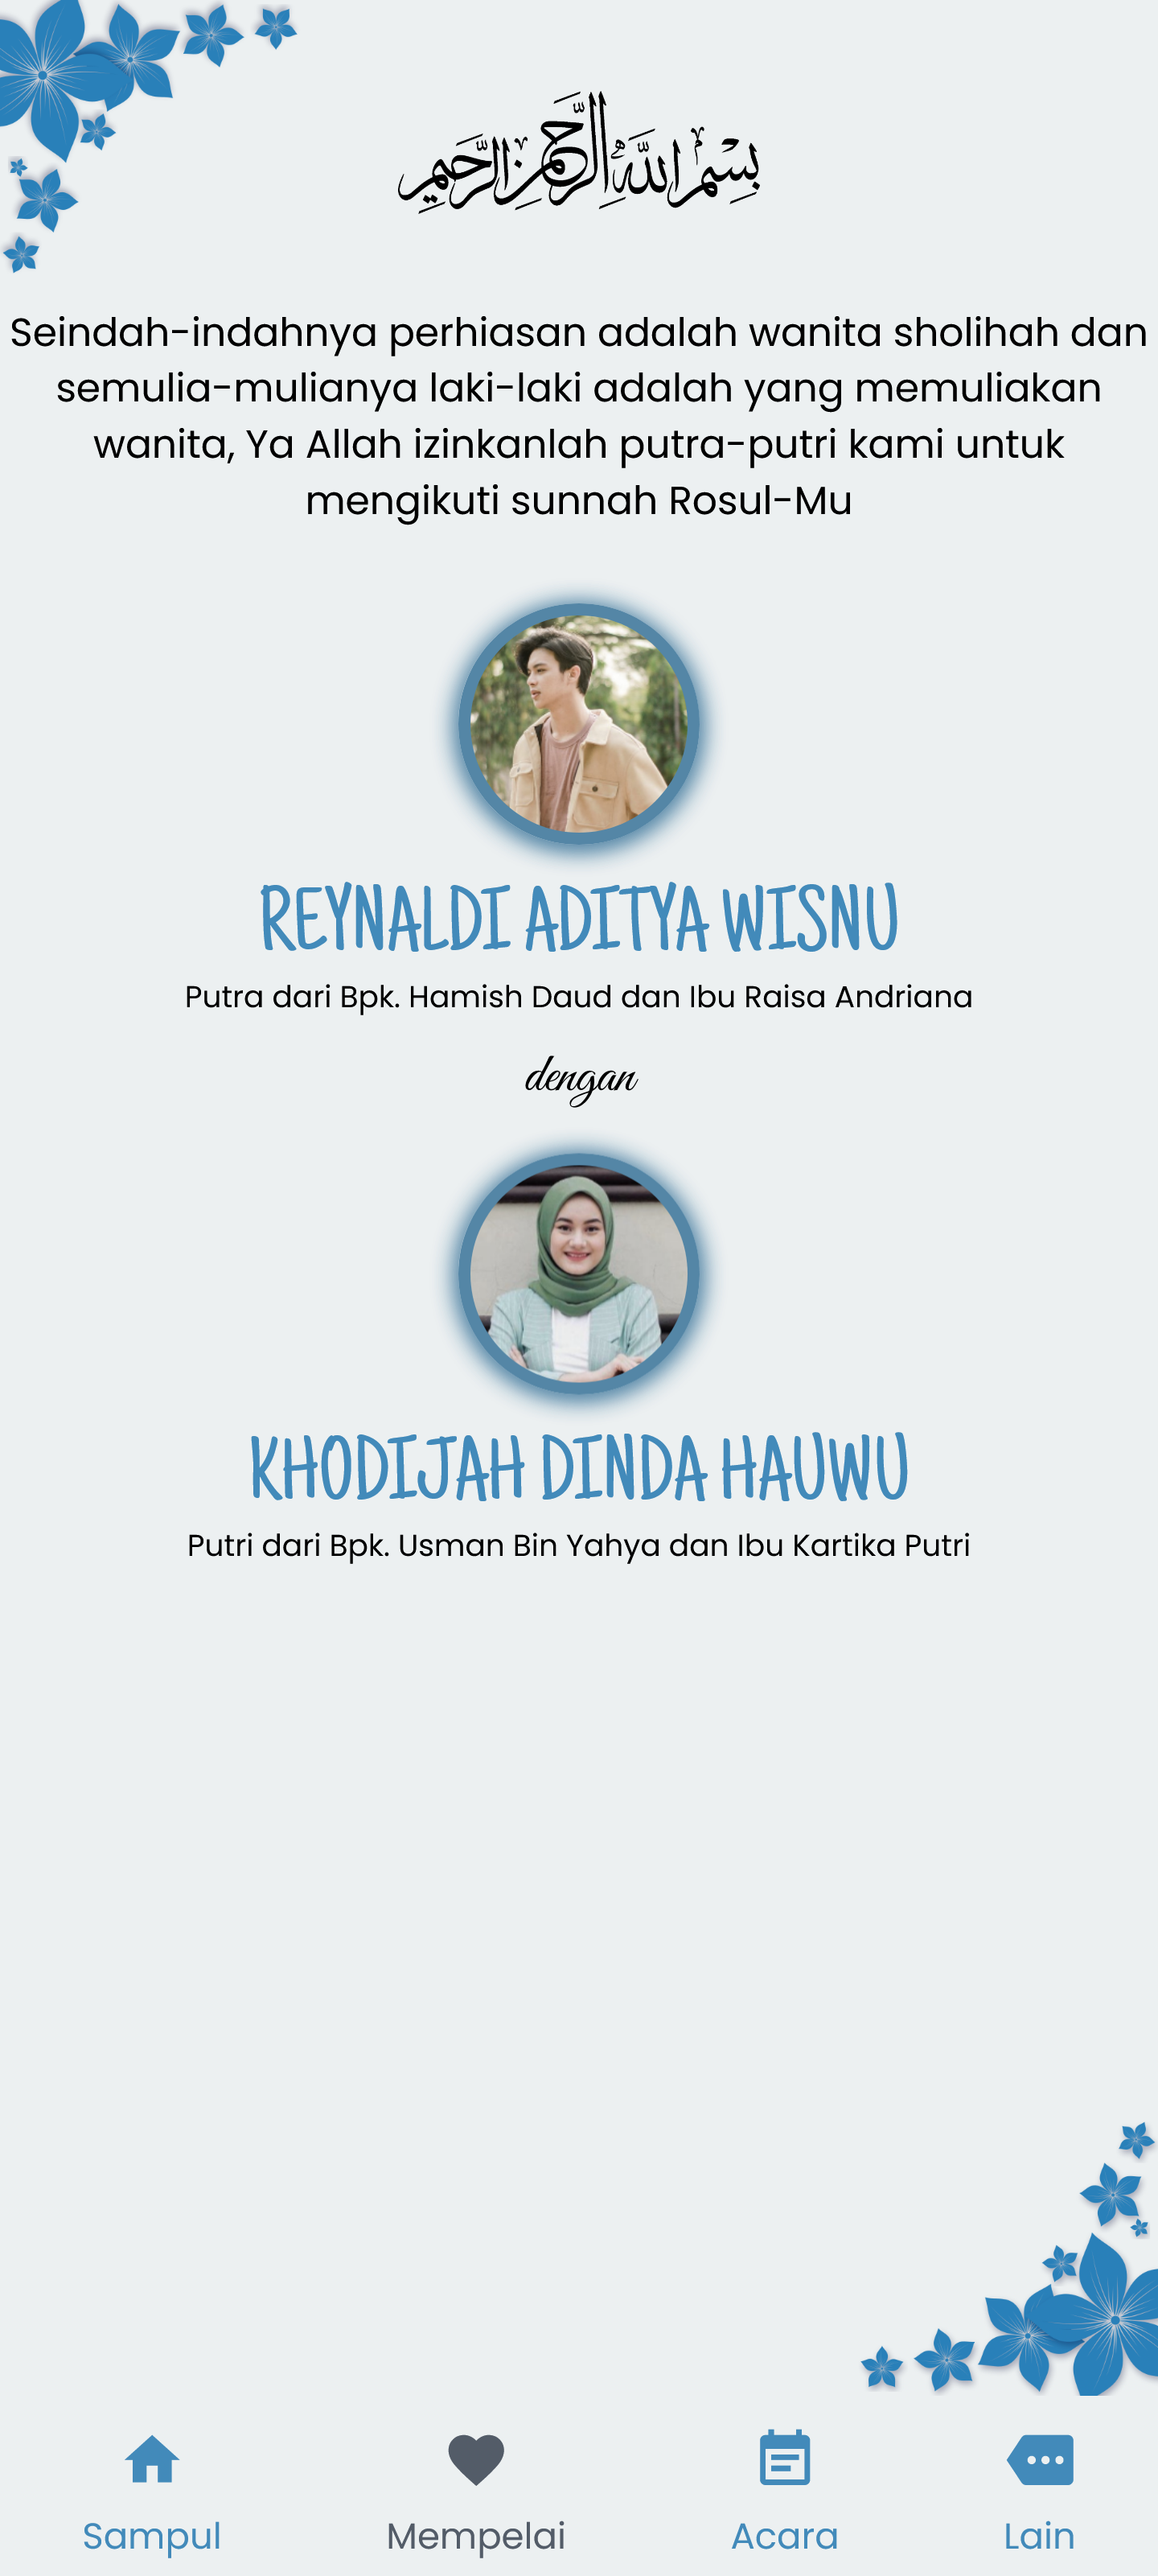 بِسْمِ اللَّهِ الرَّحْمٰنِ الرَّحِيمِ
Seindah-indahnya perhiasan adalah wanita sholihah dan
semulia-mulianya laki-laki adalah yang memuliakan
wanita, Ya Allah izinkanlah putra-putri kami untuk
mengikuti sunnah Rosul-Mu
REYNALDI ADITYA WISNU
Putra dari Bpk. Hamish Daud dan Ibu Raisa Andriana
dengan
KHODIJAH DINDA HAUWU
Putri dari Bpk. Usman Bin Yahya dan Ibu Kartika Putri
Sampul Mempelai Acara Lain